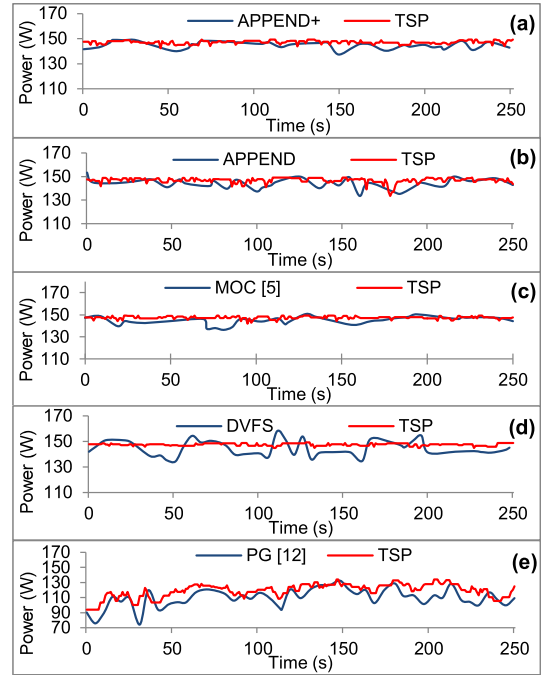 (a)
APPEND+ TSP
Power (W)
170
150
130
110
0 50 100 150 200 250
Time (s)
(b)
APPEND TSP
Power (W)
170
150
130
110
0 50 100 150 200 250
Time (s)
(c)
MOC [5] TSP
Power (W)
170
150
130
110
0 50 100 150 200 250
Time (s)
(d)
DVFS TSP
Power (W)
170
150
130
110
0 50 100 150 200 250
Time (s)
(e)
PG [12] TSP
Power (W)
170
150
130
110
90
70
0 50 100 150 200 250
Time (s)